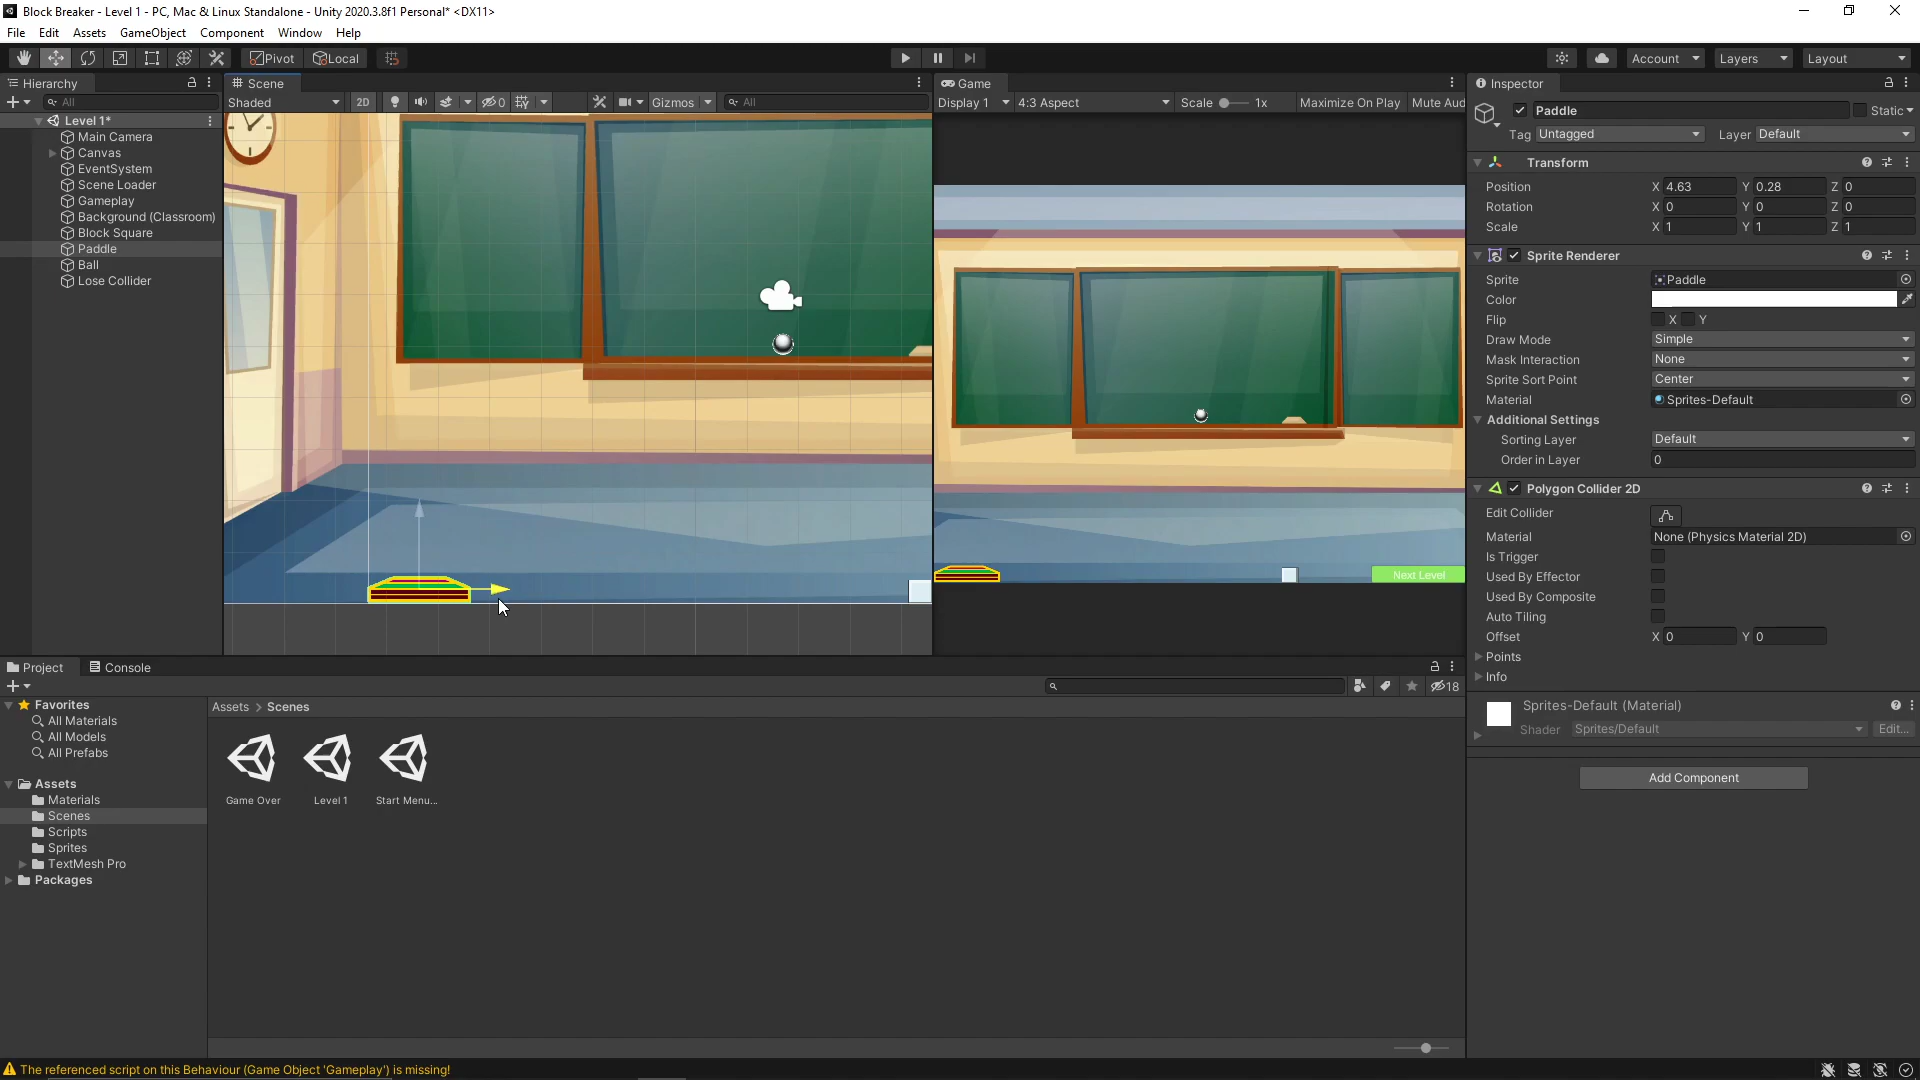 Block Breaker - Level 1 - PC, Mac & Linux Standalone - Unity 2020.3.8f1 Personal* <DX11>
File Edit Assets GameObject Component Window Help
Pivot Local Account Layers Layout
Hierarchy
All
Level 1*
Main Camera
Canvas
EventSystem
Scene Loader
Gameplay
Background (Classroom)
Block Square
Paddle
Ball
Lose Collider
Scene
Shaded 2D 0 Gizmos All
Game
Display 1 4:3 Aspect Scale 1x Maximize On Play Mute Aud
Next Level
Inspector
Paddle Static
Tag Untagged Layer Default
Transform
Position X 4.63 Y 0.28 Z 0
Rotation X 0 Y 0 Z 0
Scale X 1 Y 1 Z 1
Sprite Renderer
Sprite Paddle
Color
Flip X Y
Draw Mode Simple
Mask Interaction None
Sprite Sort Point Center
Material Sprites-Default
Additional Settings
Sorting Layer Default
Order in Layer 0
Polygon Collider 2D
Edit Collider
Material None (Physics Material 2D)
Is Trigger
Used By Effector
Used By Composite
Auto Tiling
Offset X 0 Y 0
Points
Info
Sprites-Default (Material)
Shader Sprites/Default Edit...
Add Component
Project Console
18
Favorites
All Materials
All Models
All Prefabs
Assets
Materials
Scenes
Scripts
Sprites
TextMesh Pro
Packages
Assets > Scenes
Game Over Level 1 Start Menu...
The referenced script on this Behaviour (Game Object 'Gameplay') is missing!